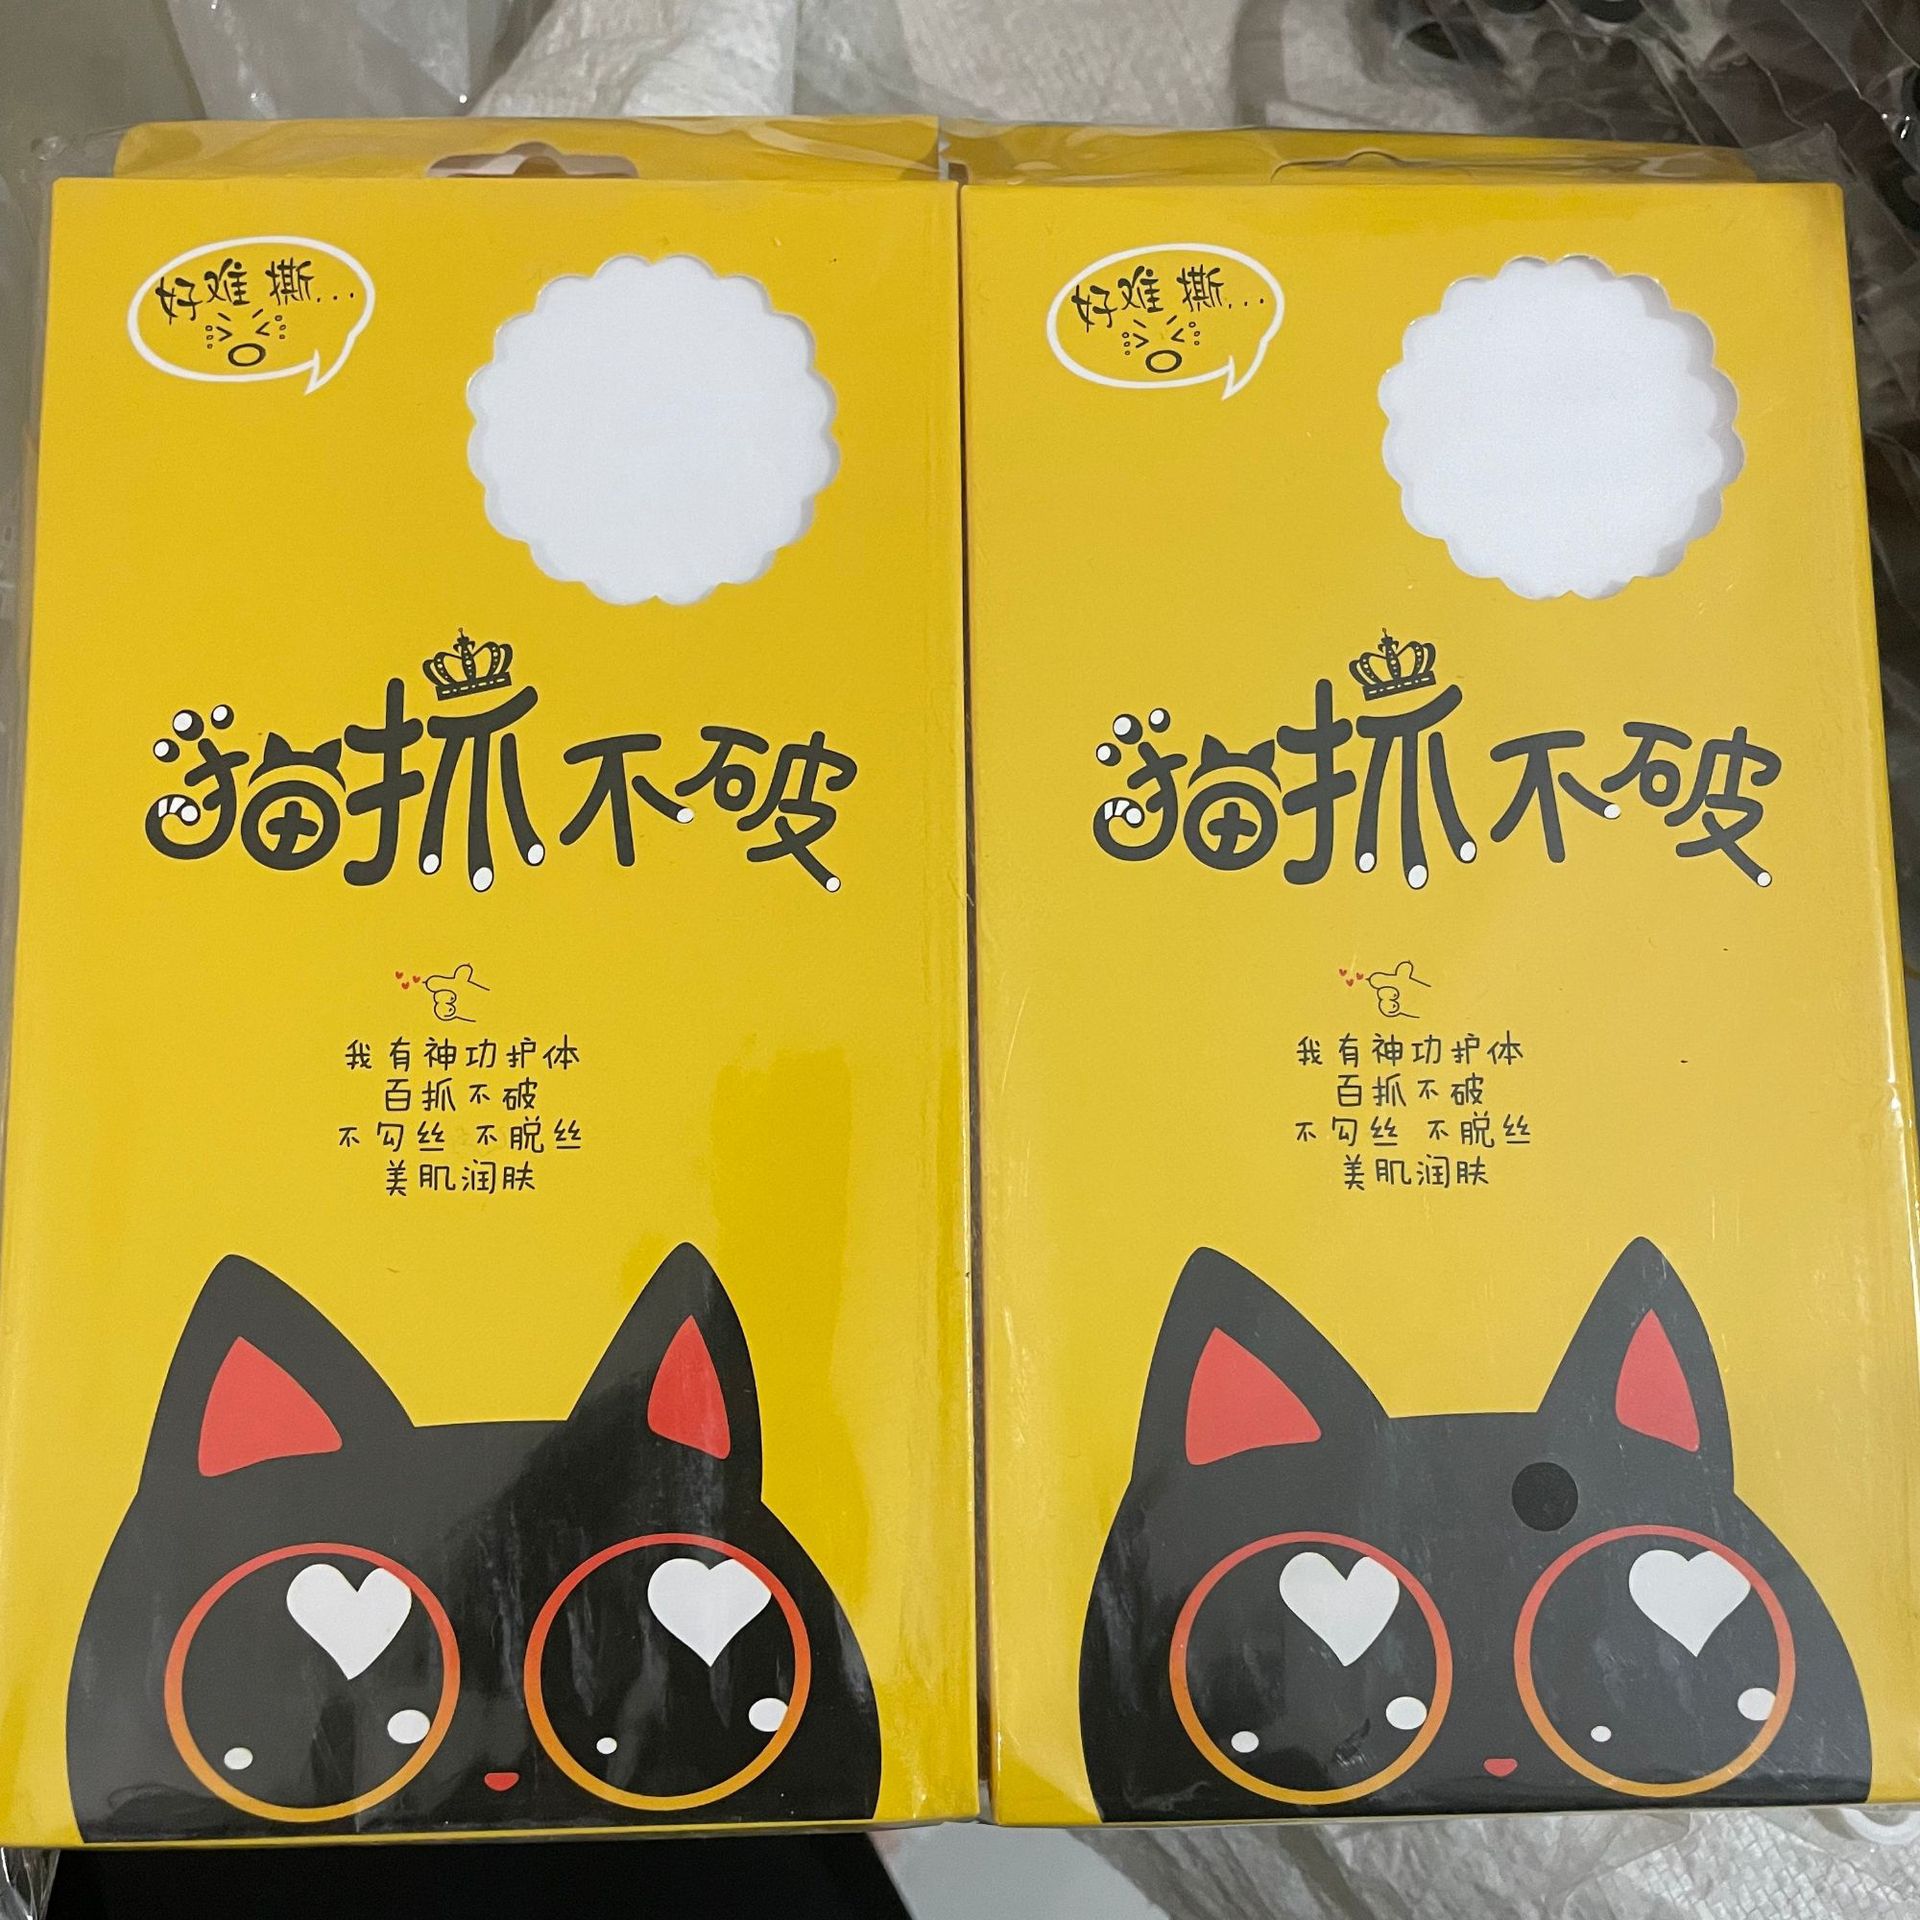 好难撕...
猫抓不破
我有神功护体
百抓不破
不勾丝 不脱丝
美肌润肤
好难撕...
猫抓不破
我有神功护体
百抓不破
不勾丝 不脱丝
美肌润肤